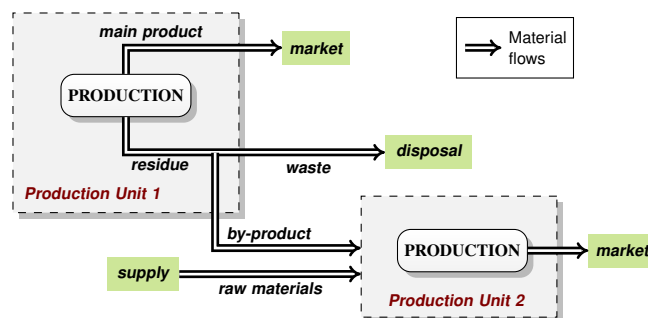 main product
market
Material
flows
PRODUCTION
residue
waste
disposal
Production Unit 1
by-product
PRODUCTION
market
supply
raw materials
Production Unit 2